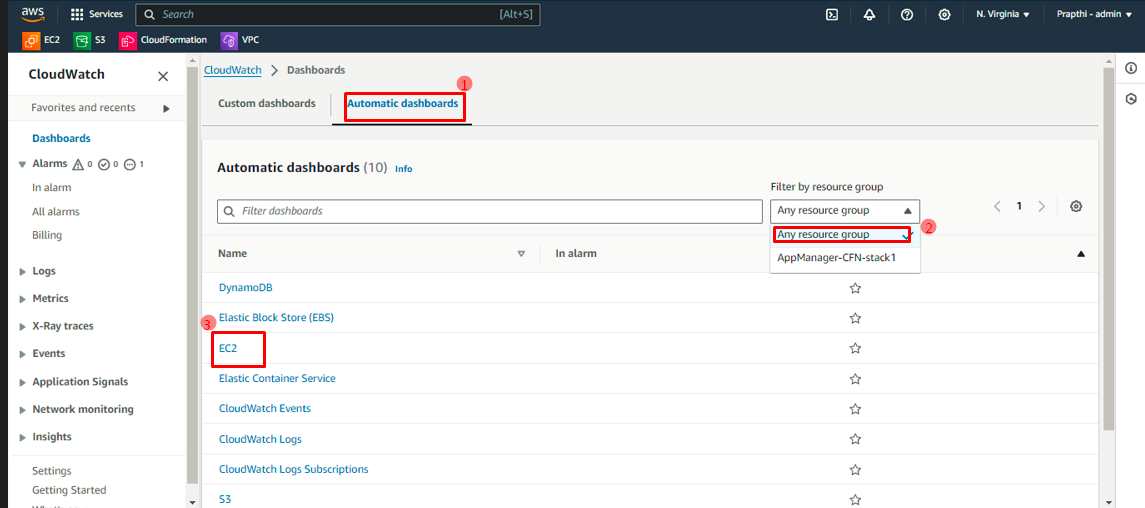 aws
Services
Search
[Alt+S]
N. Virginia
Prapthi - admin
EC2
S3
CloudFormation
VPC
CloudWatch
Favorites and recents
Dashboards
Alarms 0 0 1
In alarm
All alarms
Billing
Logs
Metrics
X-Ray traces
Events
Application Signals
Network monitoring
Insights
Settings
Getting Started
CloudWatch
Dashboards
1
Custom dashboards
Automatic dashboards
Automatic dashboards (10) Info
Filter by resource group
Filter dashboards
Any resource group
1
2
Any resource group
AppManager-CFN-stack1
Name
In alarm
DynamoDB
Elastic Block Store (EBS)
3
EC2
Elastic Container Service
CloudWatch Events
CloudWatch Logs
CloudWatch Logs Subscriptions
S3